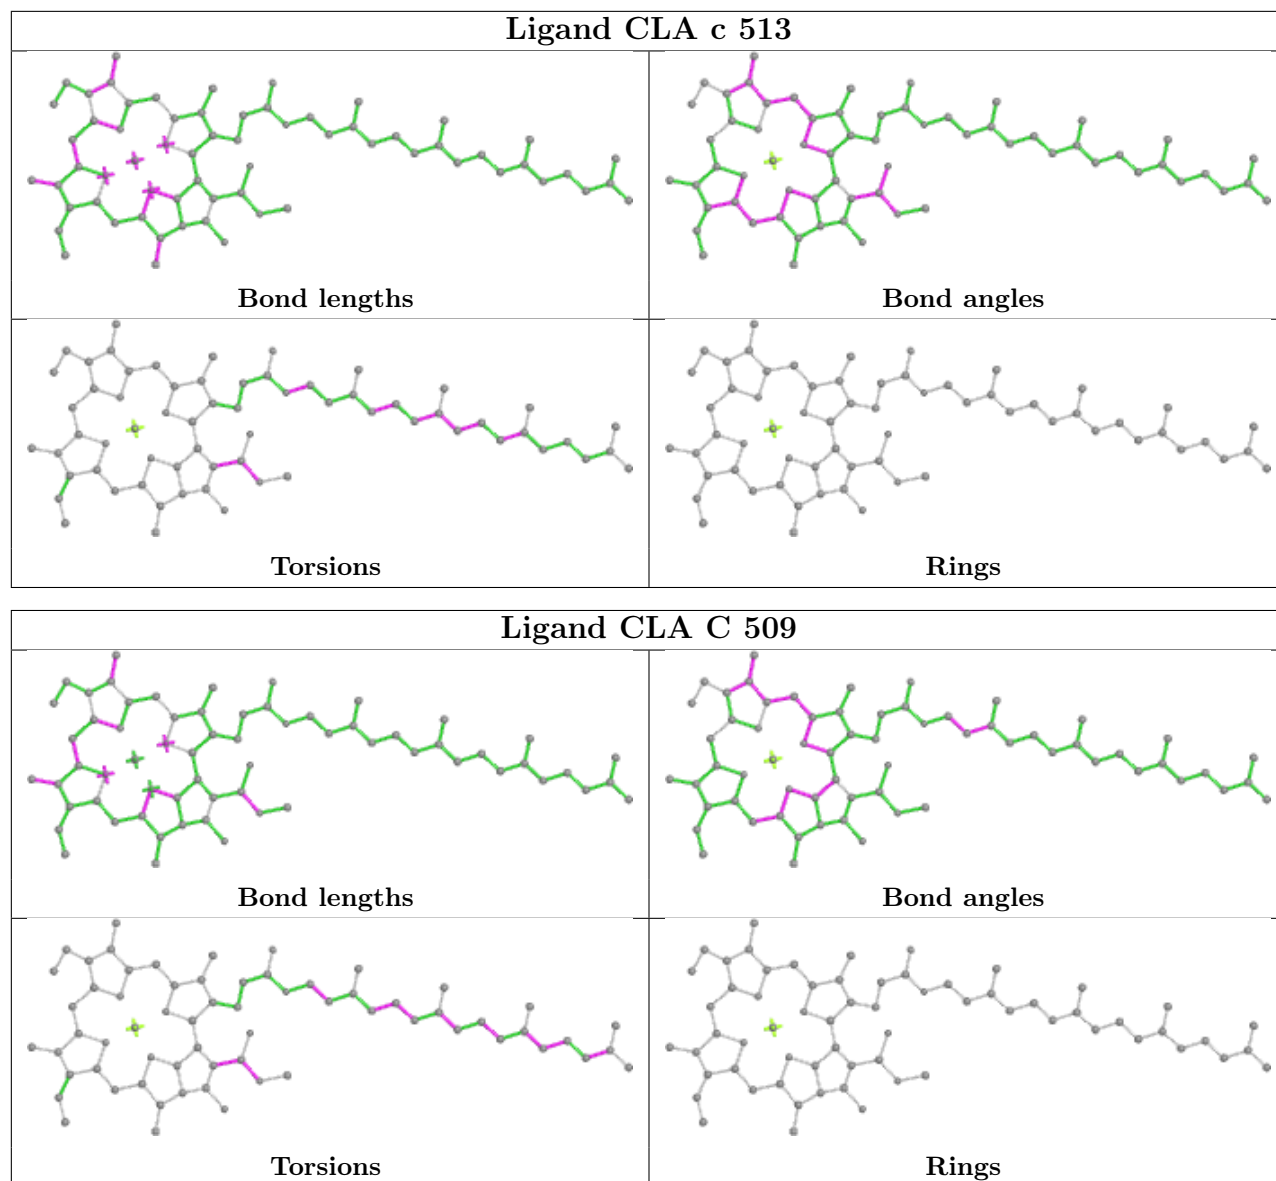 Ligand CLA c 513
Bond lengths
Bond angles
Torsions
Rings
Ligand CLA C 509
Bond lengths
Bond angles
Torsions
Rings